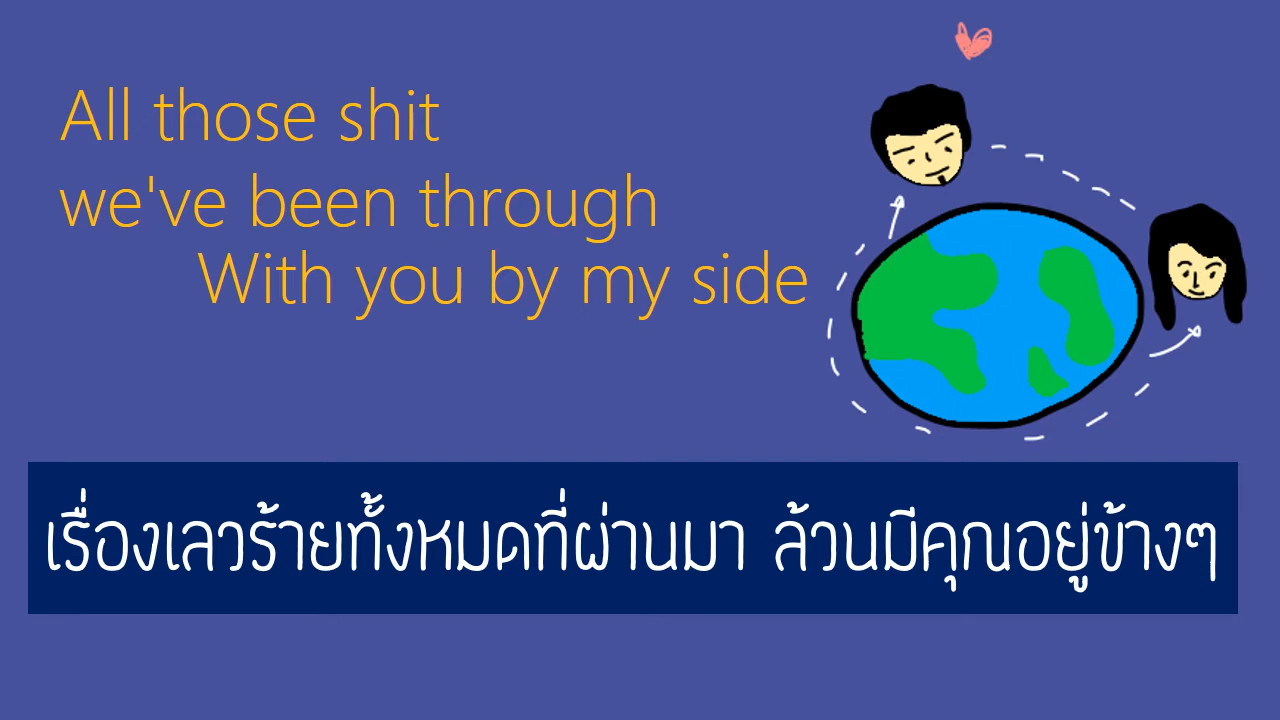 All those shit
we've been through
With you by my side
เรื่องเลวร้ายทั้งหมดที่ผ่านมา ล้วนมีคุณอยู่ข้างๆ